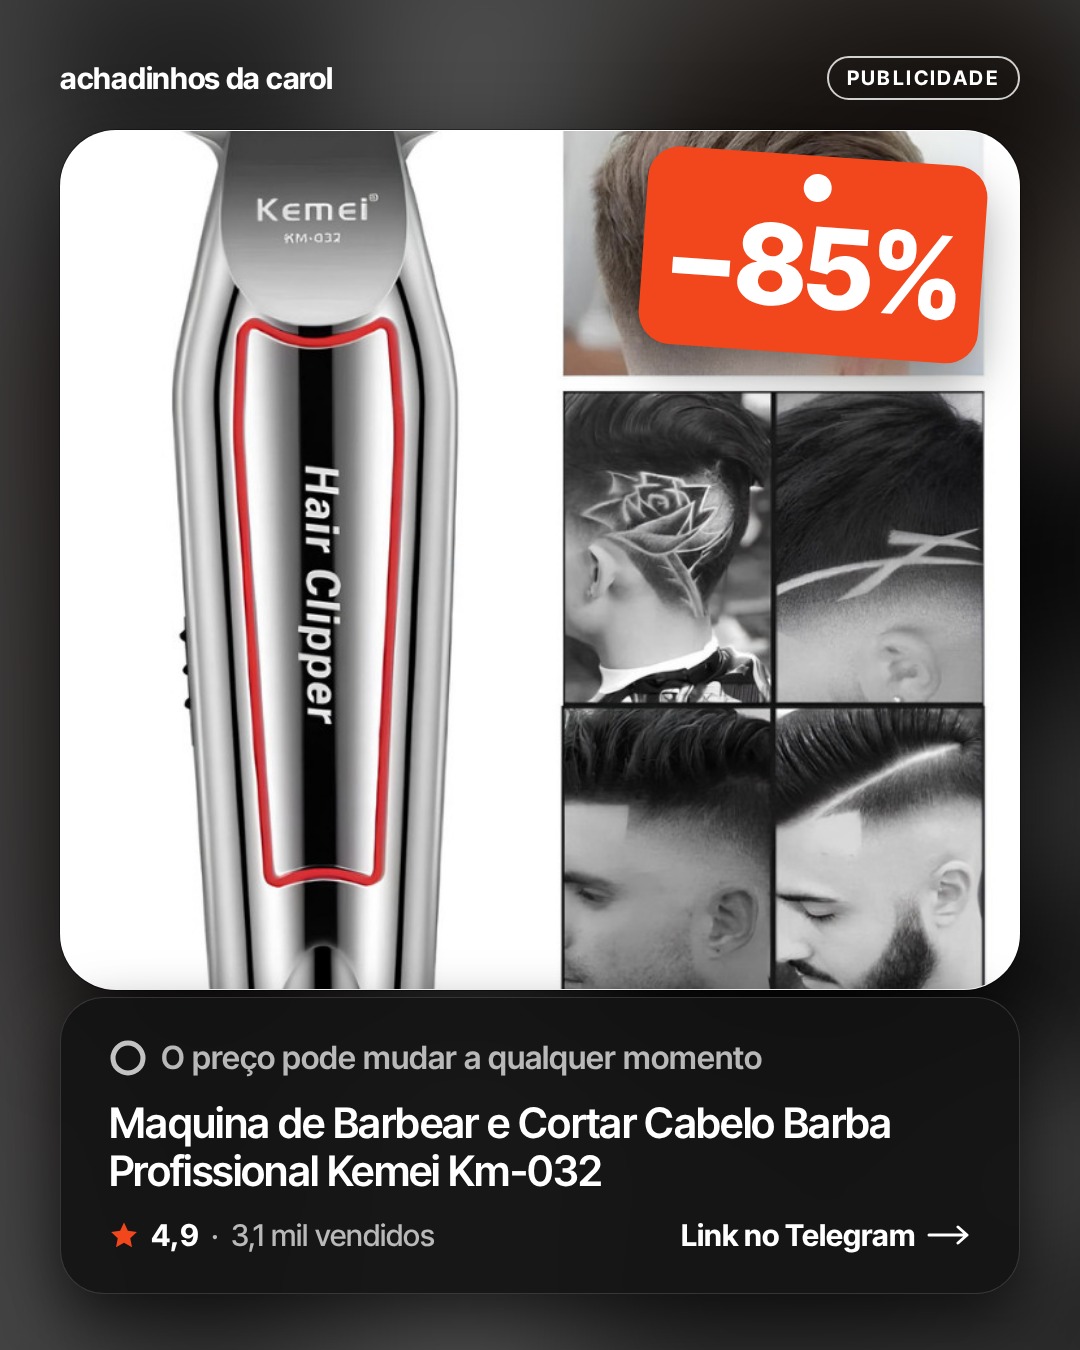 achadinhos da carol
PUBLICIDADE
Kemei®
KM-032
-85%
Hair Clipper
O preço pode mudar a qualquer momento
Maquina de Barbear e Cortar Cabelo Barba
Profissional Kemei Km-032
4,9 · 3,1 mil vendidos
Link no Telegram →